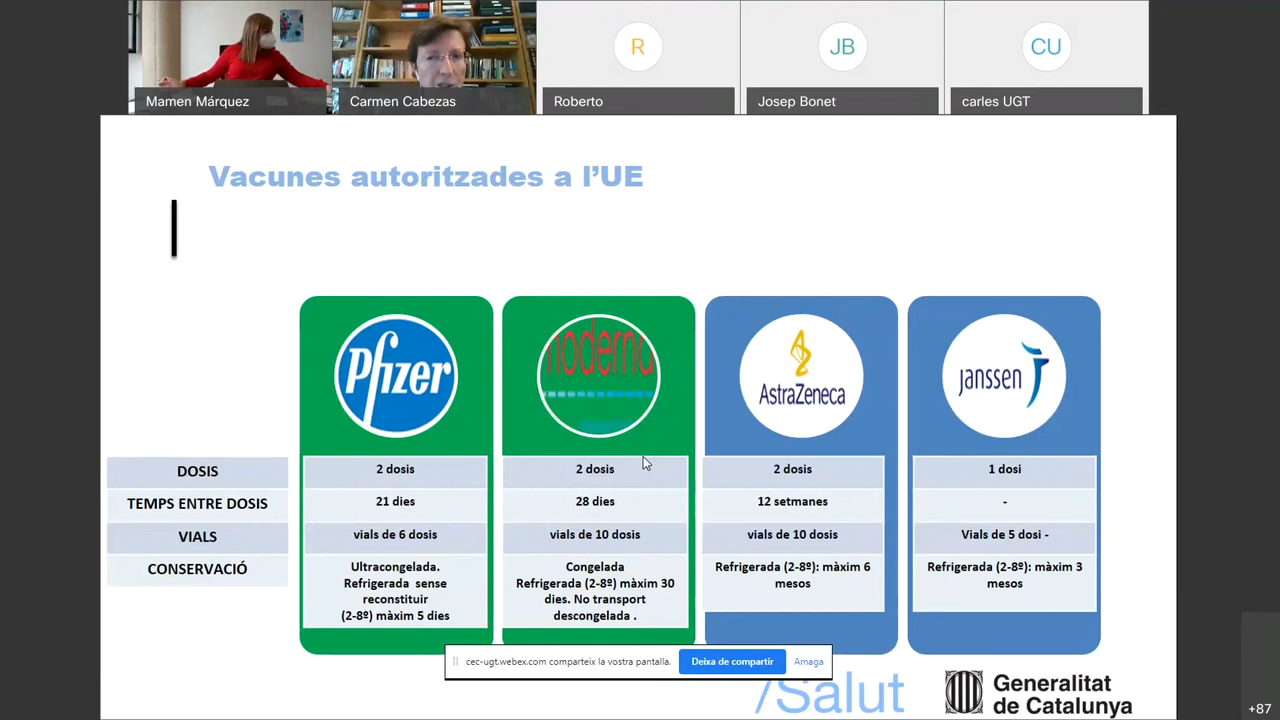 Mamen Márquez
Carmen Cabezas
R
Roberto
JB
Josep Bonet
CU
carles UGT
Vacunes autoritzades a l’UE
Pfizer
moderna
AstraZeneca
janssen
DOSIS
2 dosis
2 dosis
2 dosis
1 dosi
TEMPS ENTRE DOSIS
21 dies
28 dies
12 setmanes
-
VIALS
vials de 6 dosis
vials de 10 dosis
vials de 10 dosis
Vials de 5 dosi -
CONSERVACIÓ
Ultracongelada.
Refrigerada sense
reconstituir
(2-8º) màxim 5 dies
Congelada
Refrigerada (2-8º) màxim 30
dies. No transport
descongelada .
Refrigerada (2-8º): màxim 6
mesos
Refrigerada (2-8º): màxim 3
mesos
cec-ugt.webex.com comparteix la vostra pantalla.
Deixa de compartir
Amaga
/Salut
Generalitat
de Catalunya
+87